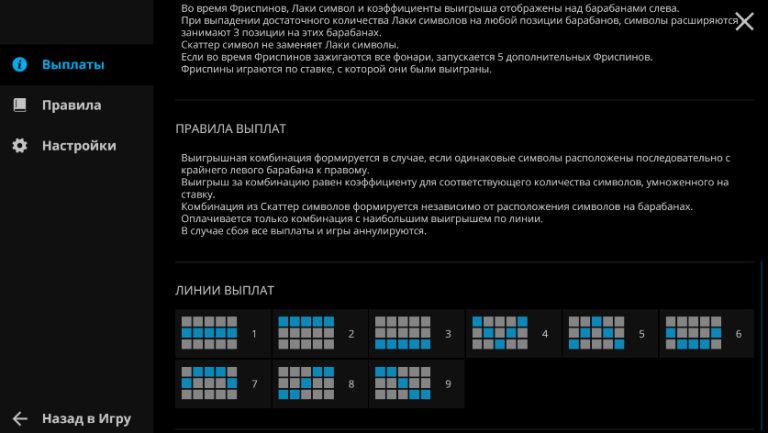 Во время Фриспинов, Лаки символ и коэффициенты выигрыша отображены над барабанами слева.
При выпадении достаточного количества Лаки символов на любой позиции барабанов, символы расширяются
занимают 3 позиции на этих барабанах.
Скаттер символ не заменяет Лаки символы.
Если во время Фриспинов зажигаются все фонари, запускается 5 дополнительных Фриспинов.
Фриспины играются по ставке, с которой они были выиграны.
Выплаты
Правила
Настройки
ПРАВИЛА ВЫПЛАТ
Выигрышная комбинация формируется в случае, если одинаковые символы расположены последовательно с
крайнего левого барабана к правому.
Выигрыш за комбинацию равен коэффициенту для соответствующего количества символов, умноженного на
ставку.
Комбинация из Скаттер символов формируется независимо от расположения символов на барабанах.
Оплачивается только комбинация с наибольшим выигрышем по линии.
В случае сбоя все выплаты и игры аннулируются.
ЛИНИИ ВЫПЛАТ
1 2 3 4 5 6
7 8 9
Назад в Игру